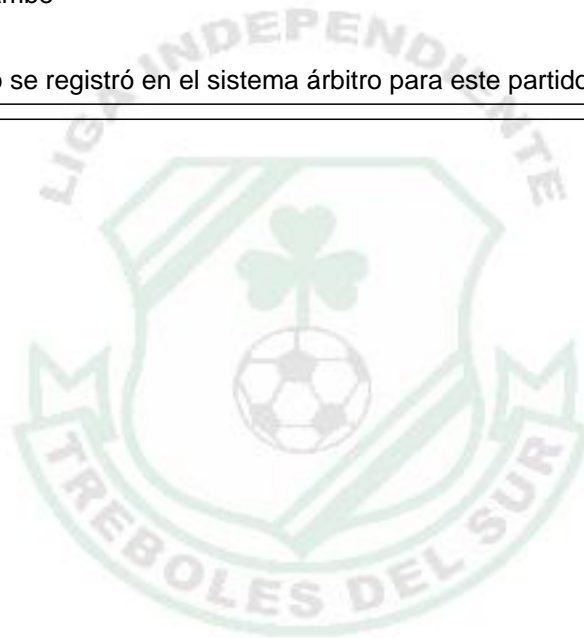 LIGA INDEPENDIENTE
se registró en el sistema árbitro para este partido
TREBOLES DEL SUR